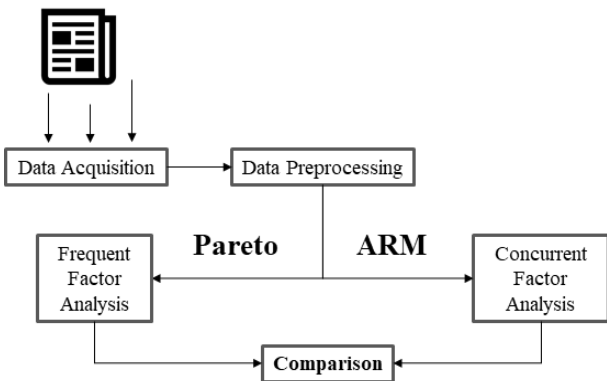 Data Acquisition
Data Preprocessing
Pareto
ARM
Frequent
Factor
Analysis
Concurrent
Factor
Analysis
Comparison